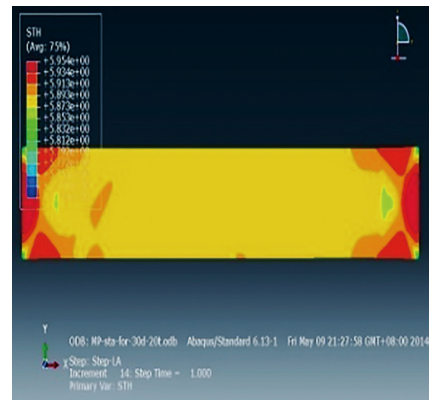 STH
(Avg: 75%)
+5.954e+00
+5.934e+00
+5.913e+00
+5.893e+00
+5.873e+00
+5.853e+00
+5.832e+00
+5.812e+00
Y
X
ODB: MP-sta-for-30d-20t.odb Abaqus/Standard 6.13-1 Fri May 09 21:27:58 GMT+08:00 2014
Step: Step-LA
Increment 14: Step Time = 1.000
Primary Var: STH